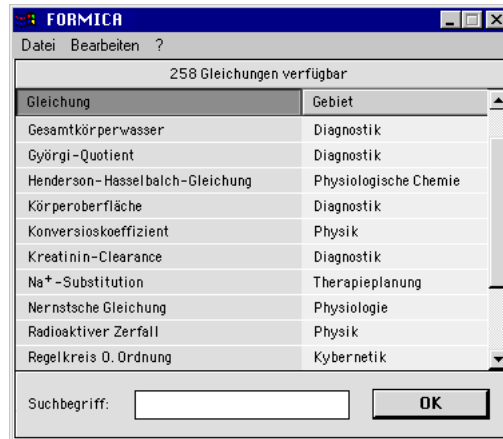 FORMICA
Datei Bearbeiten ?
258 Gleichungen verfügbar
Gleichung Gebiet
Gesamtkörperwasser Diagnostik
Györgi-Quotient Diagnostik
Henderson-Hasselbalch-Gleichung Physiologische Chemie
Körperoberfläche Diagnostik
Konversioskoeffizient Physik
Kreatinin-Clearance Diagnostik
Na⁺-Substitution Therapieplanung
Nernstsche Gleichung Physiologie
Radioaktiver Zerfall Physik
Regelkreis 0. Ordnung Kybernetik
Suchbegriff: OK